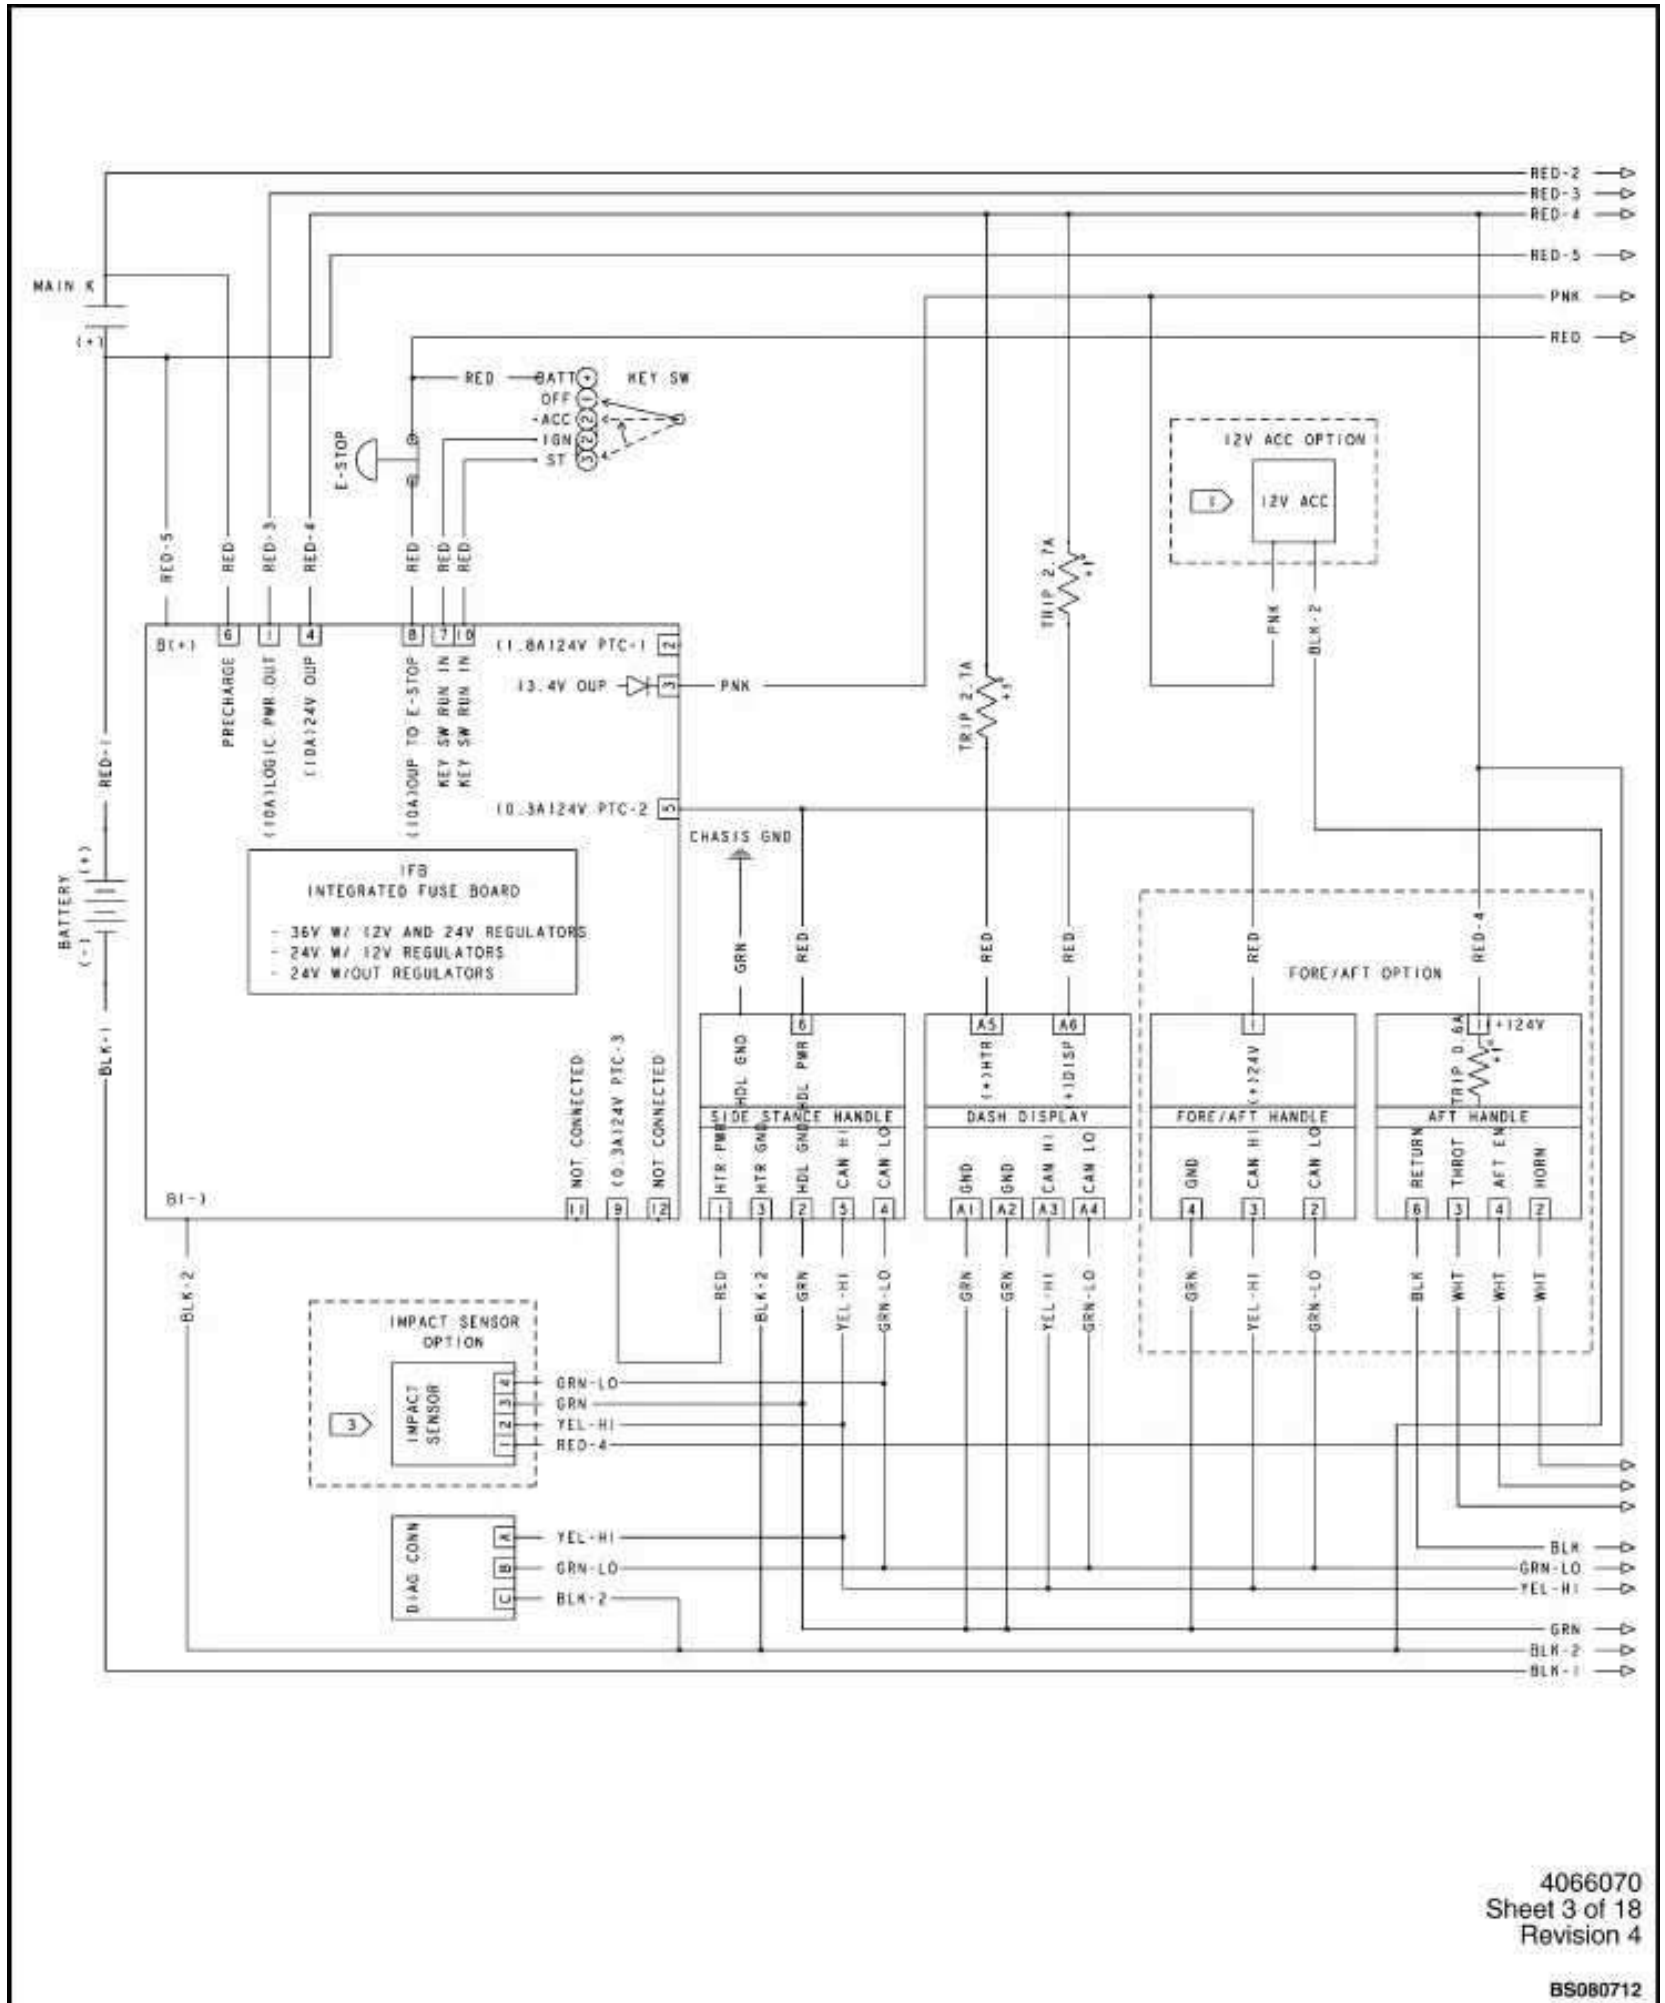 RED-2
RED-3
RED-4
RED-5
MAIN K
PNK
(+)
RED
RED
BATT + KEY SW
OFF 1
ACC 2
IGN 2
ST 3
E-STOP
12V ACC OPTION
1
12V ACC
RED-5
RED
RED-3
RED-4
RED
RED
RED
TRIP 2.7A
PNK
BLK-2
B(+)
6
1
4
8
7
10
(1.8A)24V PTC-1 2
13.4V OUP 3
PNK
PRECHARGE
(10A)LOGIC PWR OUT
(10A)24V OUP
(10A)OUP TO E-STOP
KEY SW RUN IN
KEY SW RUN IN
TRIP 2.7A
RED-1
(0.3A)24V PTC-2 5
CHASIS GND
BATTERY
(+)
(-)
IFB
INTEGRATED FUSE BOARD
- 36V W/ 12V AND 24V REGULATORS
- 24V W/ 12V REGULATORS
- 24V W/OUT REGULATORS
GRN
RED
RED
RED
RED
RED-4
FORE/AFT OPTION
BLK-1
NOT CONNECTED
(0.3A)24V PTC-3
NOT CONNECTED
HDL GND
6
HDL PWR
A5
A6
(+)HTR
(+)DISP
1
(+)24V
1
+124V
TRIP 0.6A
SIDE STANCE HANDLE
DASH DISPLAY
FORE/AFT HANDLE
AFT HANDLE
HTR PWR
HTR GND
HDL GND
CAN HI
CAN LO
GND
GND
CAN HI
CAN LO
GND
CAN HI
CAN LO
RETURN
THROT
AFT EN
HORN
B(-)
11
9
12
1
3
2
5
4
A1
A2
A3
A4
4
3
2
6
3
4
2
BLK-2
RED
BLK-2
GRN
YEL-HI
GRN-LO
GRN
GRN
YEL-HI
GRN-LO
GRN
YEL-HI
GRN-LO
BLK
WHT
WHT
WHT
IMPACT SENSOR
OPTION
3
IMPACT
SENSOR
4 GRN-LO
3 GRN
2 YEL-HI
1 RED-4
DIAG CONN
A YEL-HI
B GRN-LO
C BLK-2
BLK
GRN-LO
YEL-HI
GRN
BLK-2
BLK-1
4066070
Sheet 3 of 18
Revision 4
BS080712